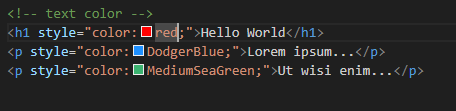 <!-- text color -->
<h1 style="color:red;">Hello World</h1>
<p style="color:DodgerBlue;">Lorem ipsum...</p>
<p style="color:MediumSeaGreen;">Ut wisi enim...</p>